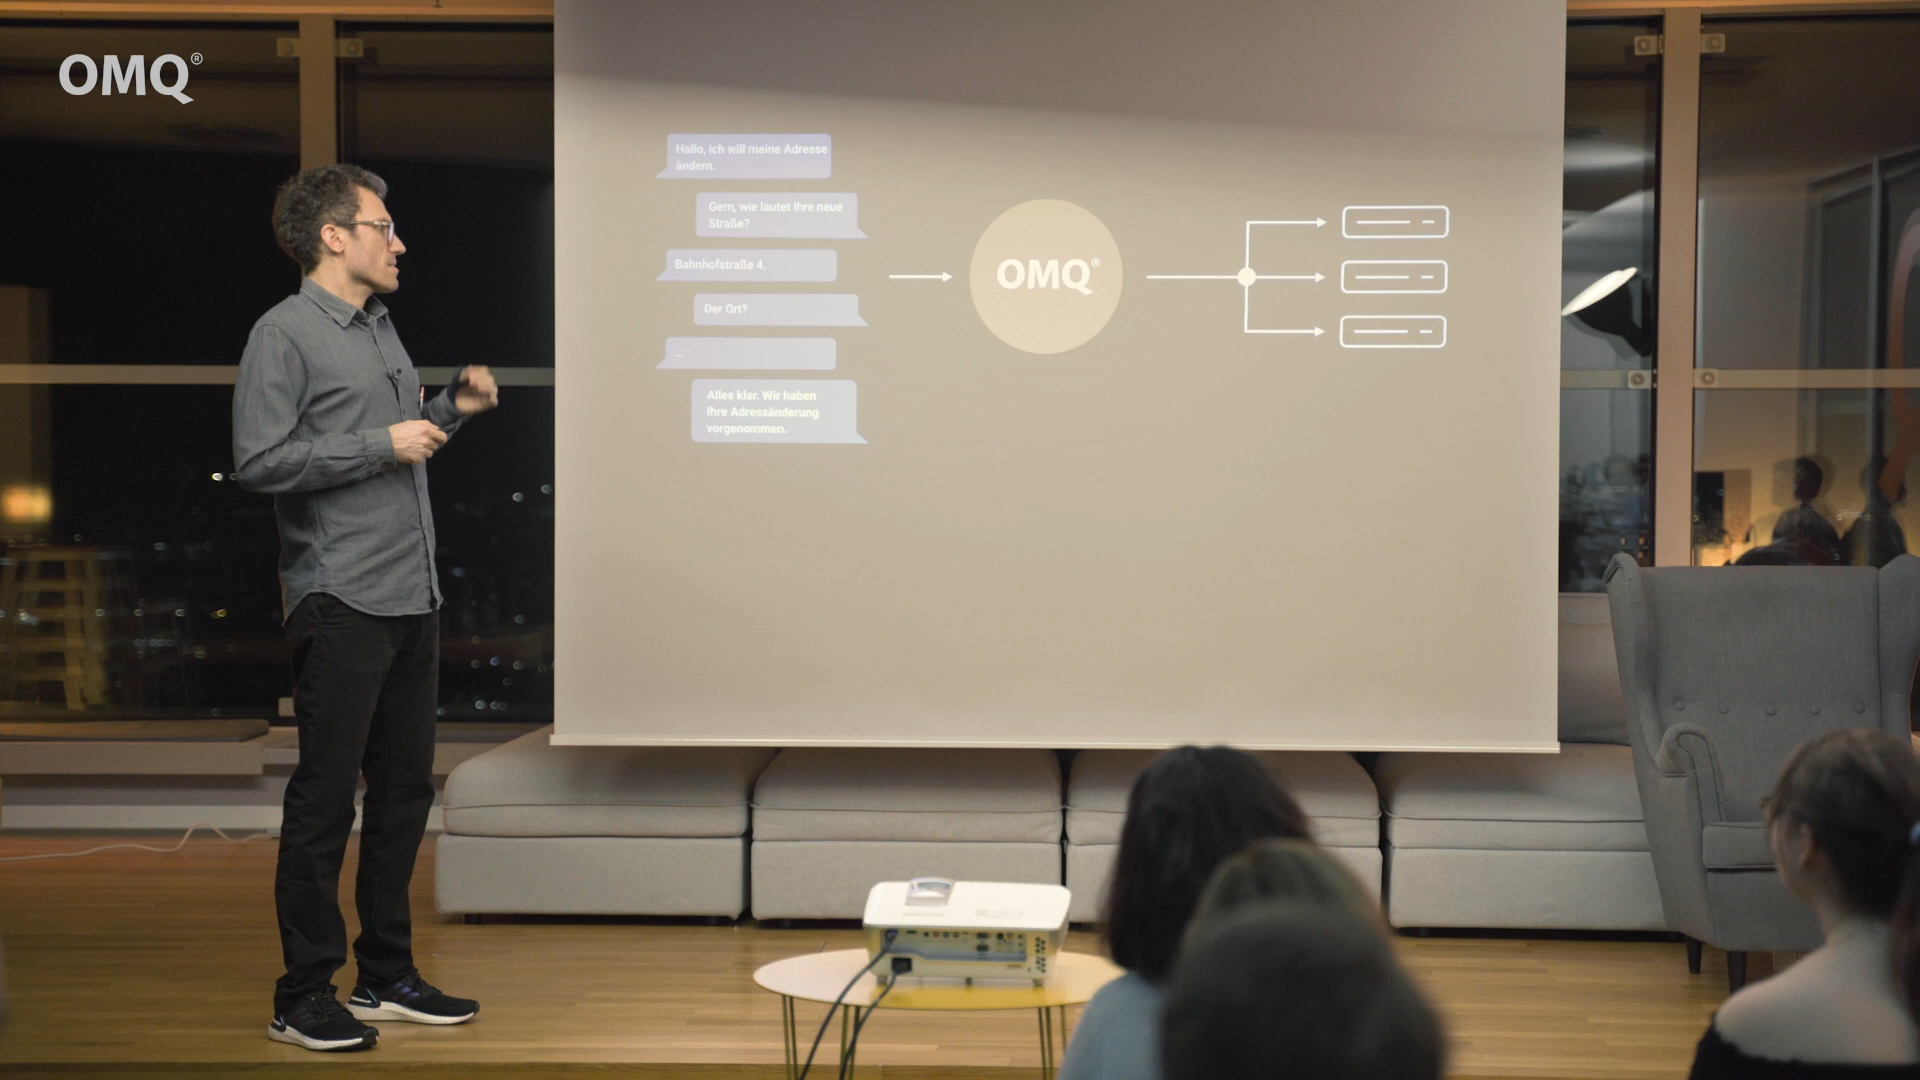 OMQ®
Hallo, ich will meine Adresse
ändern.
Gern, wie lautet Ihre neue
Straße?
Bahnhofstraße 4.
Der Ort?
...
Alles klar. Wir haben
Ihre Adressänderung
vorgenommen.
OMQ®